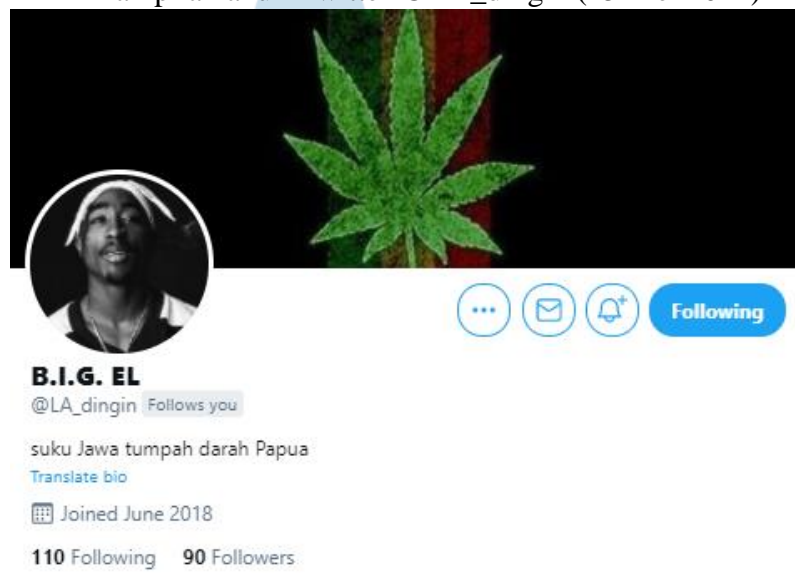 Following
B.I.G. EL
@LA_dingin Follows you
suku Jawa tumpah darah Papua
Translate bio
Joined June 2018
110 Following 90 Followers